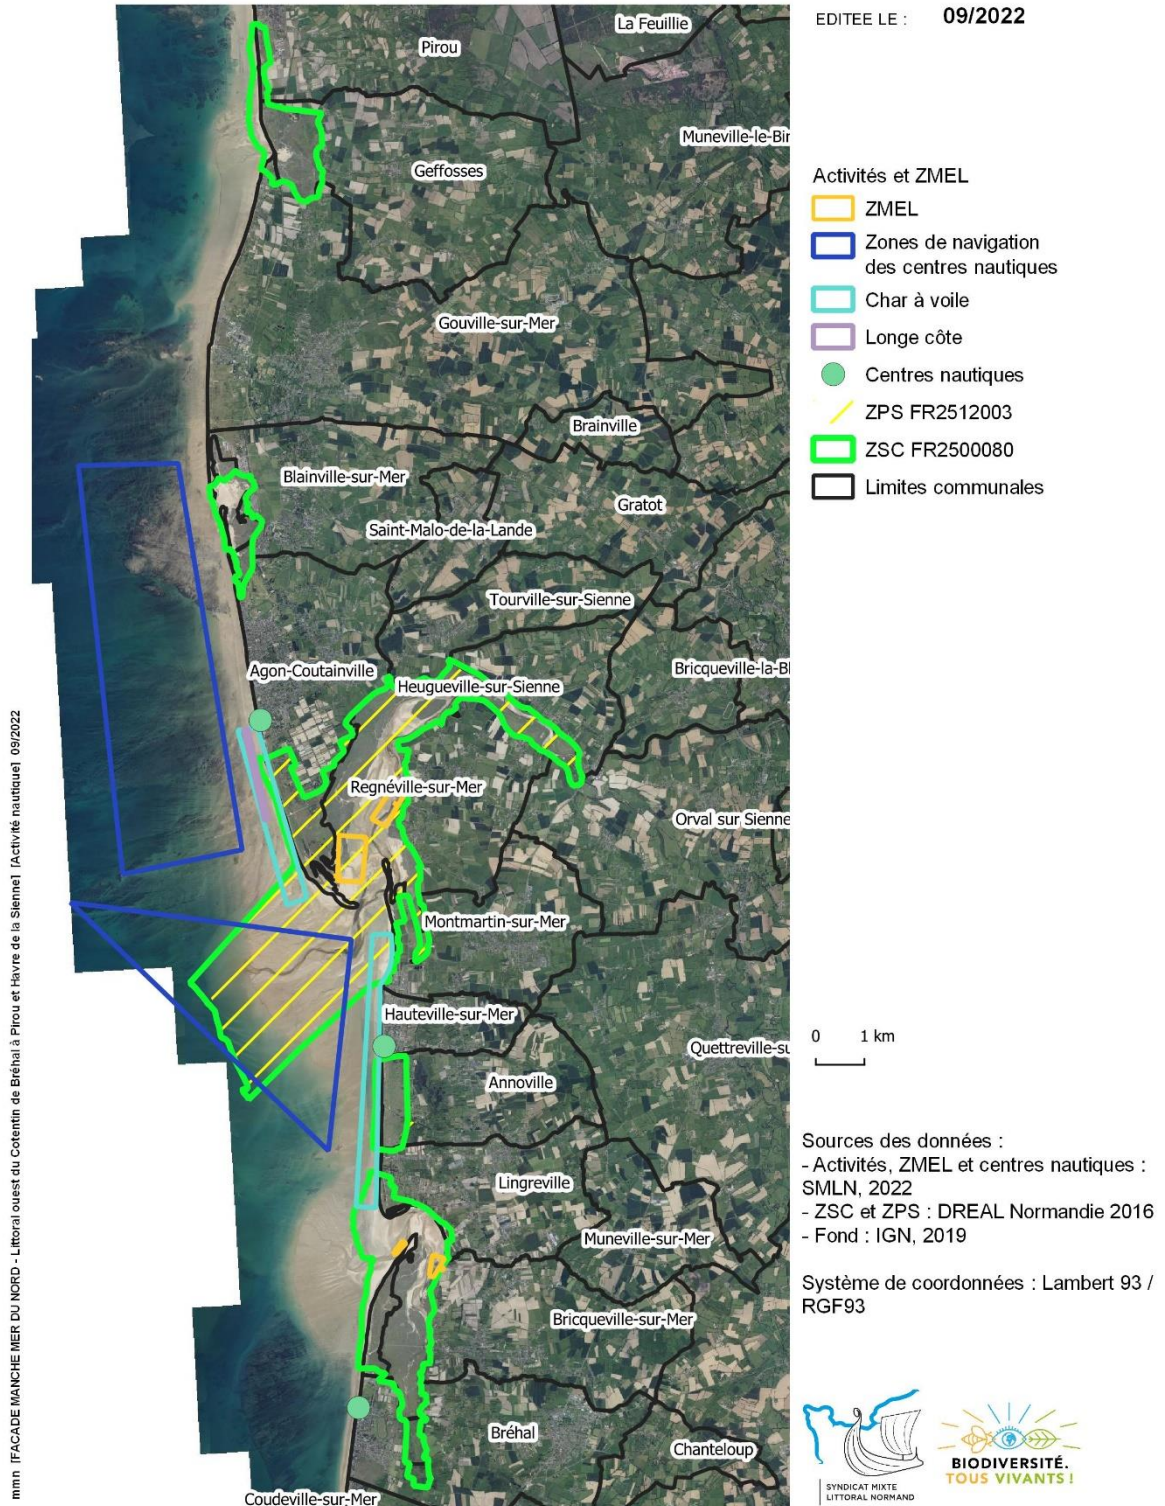 EDITEE LE : 09/2022
Activités et ZMEL
ZMEL
Zones de navigation
des centres nautiques
Char à voile
Longe côte
Centres nautiques
ZPS FR2512003
ZSC FR2500080
Limites communales
La Feuillie
Pirou
Muneville-le-Bin
Geffosses
Gouville-sur-Mer
Brainville
Blainville-sur-Mer
Gratot
Saint-Malo-de-la-Lande
Tourville-sur-Sienne
Agon-Coutainville
Heugueville-sur-Sienne
Bricqueville-la-Bl
Regnéville-sur-Mer
Orval sur Sienne
Montmartin-sur-Mer
Hauteville-sur-Mer
Quettreville-su
Annoville
Lingreville
Muneville-sur-Mer
Bricqueville-sur-Mer
Bréhal
Chanteloup
Coudeville-sur-Mer
0 1 km
Sources des données :
- Activités, ZMEL et centres nautiques :
SMLN, 2022
- ZSC et ZPS : DREAL Normandie 2016
- Fond : IGN, 2019
Système de coordonnées : Lambert 93 /
RGF93
SYNDICAT MIXTE
LITTORAL NORMAND
BIODIVERSITÉ.
TOUS VIVANTS !
mmn [FACADE MANCHE MER DU NORD - Littoral ouest du Cotentin de Bréhal à Pirou et Havre de la Sienne] [Activité nautique] 09/2022